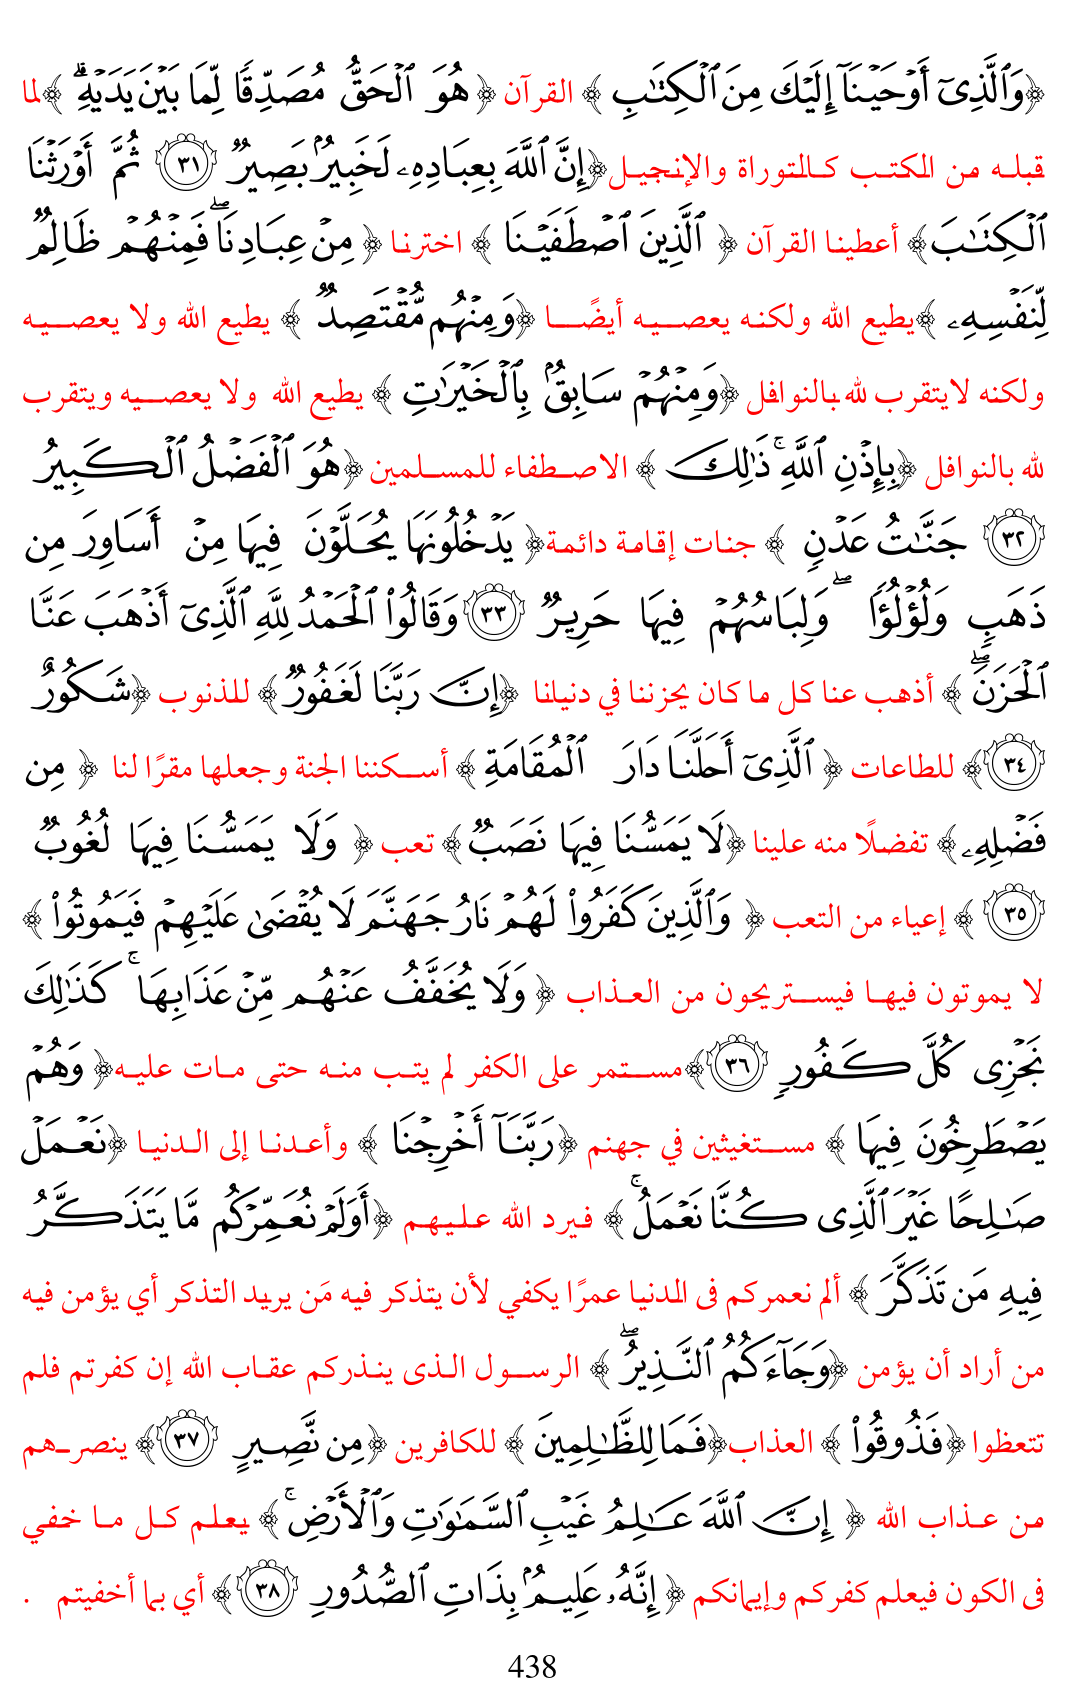 ﴿وَٱلَّذِىٓ أَوۡحَيۡنَآ إِلَيۡكَ مِنَ ٱلۡكِتَٰبِ ﴾ القرآن ﴿ هُوَ ٱلۡحَقُّ مُصَدِّقٗا لِّمَا بَيۡنَ يَدَيۡهِۗ ﴾لما
قبله من الكتب كالتوراة والإنجيل﴿إِنَّ ٱللَّهَ بِعِبَادِهِۦ لَخَبِيرُۢ بَصِيرٞ ٣١ ثُمَّ أَوۡرَثۡنَا
ٱلۡكِتَٰبَ﴾ أعطينا القرآن ﴿ ٱلَّذِينَ ٱصۡطَفَيۡنَا ﴾ اخترنا ﴿ مِنۡ عِبَادِنَاۖ فَمِنۡهُمۡ ظَالِمٞ
لِّنَفۡسِهِۦ ﴾يطيع الله ولكنه يعصيه أيضًا ﴿وَمِنۡهُم مُّقۡتَصِدٞ ﴾ يطيع الله ولا يعصيه
ولكنه لايتقرب لله بالنوافل ﴿وَمِنۡهُمۡ سَابِقُۢ بِٱلۡخَيۡرَٰتِ ﴾ يطيع الله ولا يعصيه ويتقرب
لله بالنوافل ﴿بِإِذۡنِ ٱللَّهِۚ ذَٰلِكَ ﴾ الاصطفاء للمسلمين ﴿هُوَ ٱلۡفَضۡلُ ٱلۡكَبِيرُ
٣٢ جَنَّٰتُ عَدۡنٖ ﴾ جنات إقامة دائمة﴿ يَدۡخُلُونَهَا يُحَلَّوۡنَ فِيهَا مِنۡ أَسَاوِرَ مِن
ذَهَبٖ وَلُؤۡلُؤٗاۖ وَلِبَاسُهُمۡ فِيهَا حَرِيرٞ ٣٣ وَقَالُواْ ٱلۡحَمۡدُ لِلَّهِ ٱلَّذِىٓ أَذۡهَبَ عَنَّا
ٱلۡحَزَنَۖ ﴾ أذهب عنا كل ما كان يحزننا في دنيانا ﴿إِنَّ رَبَّنَا لَغَفُورٞ﴾ للذنوب ﴿شَكُورٌ
٣٤﴾ للطاعات ﴿ ٱلَّذِىٓ أَحَلَّنَا دَارَ ٱلۡمُقَامَةِ ﴾ أسكننا الجنة وجعلها مقرًا لنا ﴿ مِن
فَضۡلِهِۦ ﴾ تفضلًا منه علينا ﴿لَا يَمَسُّنَا فِيهَا نَصَبٞ﴾ تعب ﴿ وَلَا يَمَسُّنَا فِيهَا لُغُوبٞ
٣٥ ﴾ إعياء من التعب ﴿ وَٱلَّذِينَ كَفَرُواْ لَهُمۡ نَارُ جَهَنَّمَ لَا يُقۡضَىٰ عَلَيۡهِمۡ فَيَمُوتُواْ ﴾
لا يموتون فيها فيستريحون من العذاب ﴿ وَلَا يُخَفَّفُ عَنۡهُم مِّنۡ عَذَابِهَاۚ كَذَٰلِكَ
نَجۡزِى كُلَّ كَفُورٖ ٣٦﴾مستمر على الكفر لم يتب منه حتى مات عليه﴿ وَهُمۡ
يَصۡطَرِخُونَ فِيهَا ﴾ مستغيثين في جهنم ﴿رَبَّنَآ أَخۡرِجۡنَا ﴾ وأعدنا إلى الدنيا ﴿نَعۡمَلۡ
صَٰلِحًا غَيۡرَ ٱلَّذِى كُنَّا نَعۡمَلُۚ﴾ فيرد الله عليهم ﴿أَوَلَمۡ نُعَمِّرۡكُم مَّا يَتَذَكَّرُ
فِيهِ مَن تَذَكَّرَ ﴾ ألم نعمركم فى الدنيا عمرًا يكفي لأن يتذكر فيه مَن يريد التذكر أي يؤمن فيه
من أراد أن يؤمن ﴿وَجَآءَكُمُ ٱلنَّذِيرُۖ ﴾ الرسول الذى ينذركم عقاب الله إن كفرتم فلم
تتعظوا ﴿فَذُوقُواْ ﴾ العذاب﴿فَمَا لِلظَّٰلِمِينَ ﴾ للكافرين ﴿مِن نَّصِيرٍ ٣٧﴾ ينصرهم
من عذاب الله ﴿ إِنَّ ٱللَّهَ عَٰلِمُ غَيۡبِ ٱلسَّمَٰوَٰتِ وَٱلۡأَرۡضِۚ﴾ يعلم كل ما خفي
فى الكون فيعلم كفركم وإيمانكم ﴿ إِنَّهُۥ عَلِيمُۢ بِذَاتِ ٱلصُّدُورِ ٣٨﴾ أي بما أخفيتم .
438